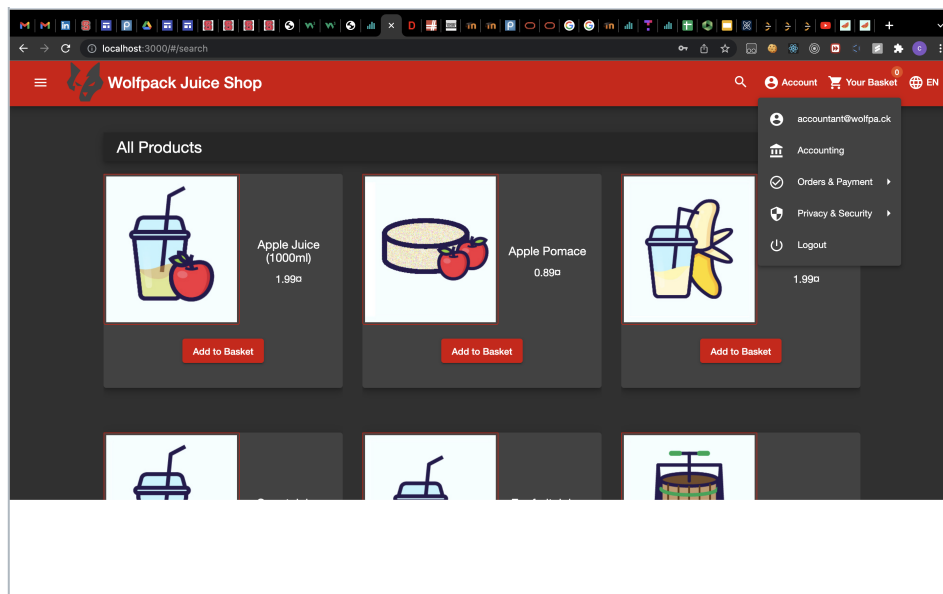 localhost:3000/#/search
Wolfpack Juice Shop
Account
0
Your Basket
EN
accountant@wolfpa.ck
Accounting
Orders & Payment
Privacy & Security
Logout
All Products
Apple Juice
(1000ml)
1.99¤
Add to Basket
Apple Pomace
0.89¤
Add to Basket
1.99¤
Add to Basket